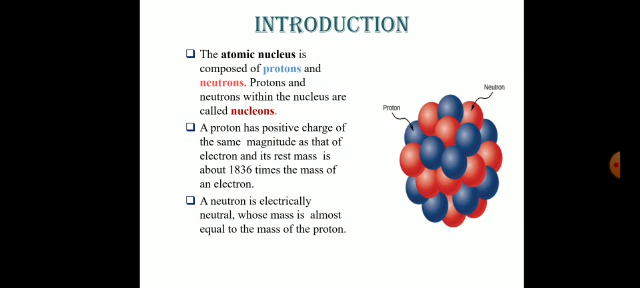 INTRODUCTION
❑ The atomic nucleus is
composed of protons and
neutrons. Protons and
neutrons within the nucleus are
called nucleons.
❑ A proton has positive charge of
the same magnitude as that of
electron and its rest mass is
about 1836 times the mass of
an electron.
❑ A neutron is electrically
neutral, whose mass is almost
equal to the mass of the proton.
Neutron
Proton